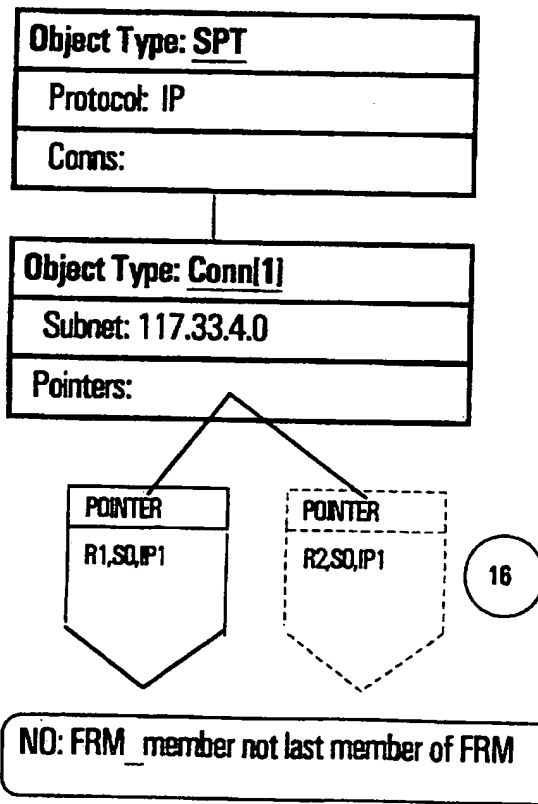 Object Type: SPT
Protocol: IP
Conns:
Object Type: Conn[1]
Subnet: 117.33.4.0
Pointers:
POINTER
R1,S0,IP1
POINTER
R2,S0,IP1
16
NO: FRM_member not last member of FRM